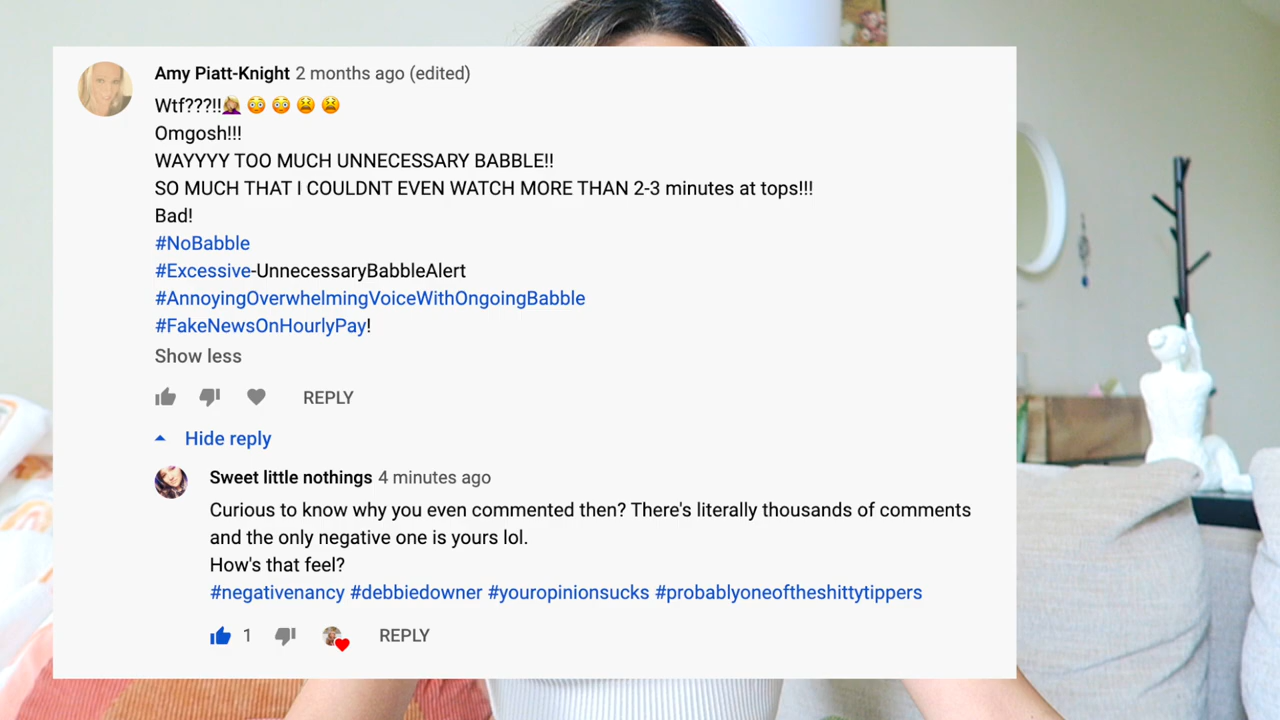 Amy Piatt-Knight 2 months ago (edited)
Wtf???!!🤦🏼‍♀️ 😳 😳 😫 😫
Omgosh!!!
WAYYYY TOO MUCH UNNECESSARY BABBLE!!
SO MUCH THAT I COULDNT EVEN WATCH MORE THAN 2-3 minutes at tops!!!
Bad!
#NoBabble
#Excessive-UnnecessaryBabbleAlert
#AnnoyingOverwhelmingVoiceWithOngoingBabble
#FakeNewsOnHourlyPay!
Show less
REPLY
Hide reply
Sweet little nothings 4 minutes ago
Curious to know why you even commented then? There's literally thousands of comments
and the only negative one is yours lol.
How's that feel?
#negativenancy #debbiedowner #youropinionsucks #probablyoneoftheshittytippers
1 REPLY